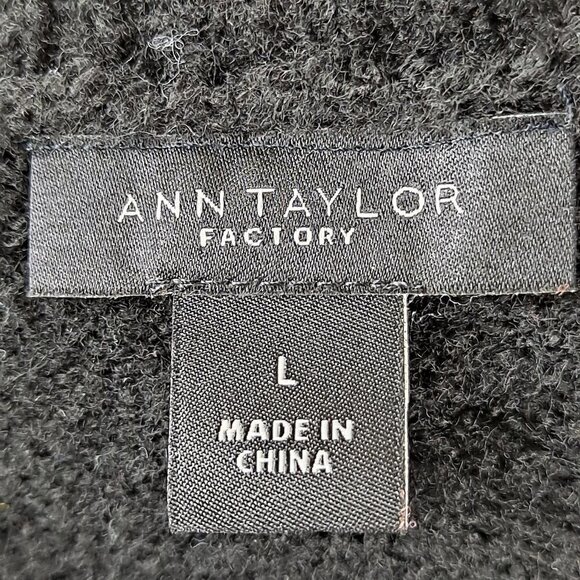 ANN TAYLOR
FACTORY
L
MADE IN
CHINA